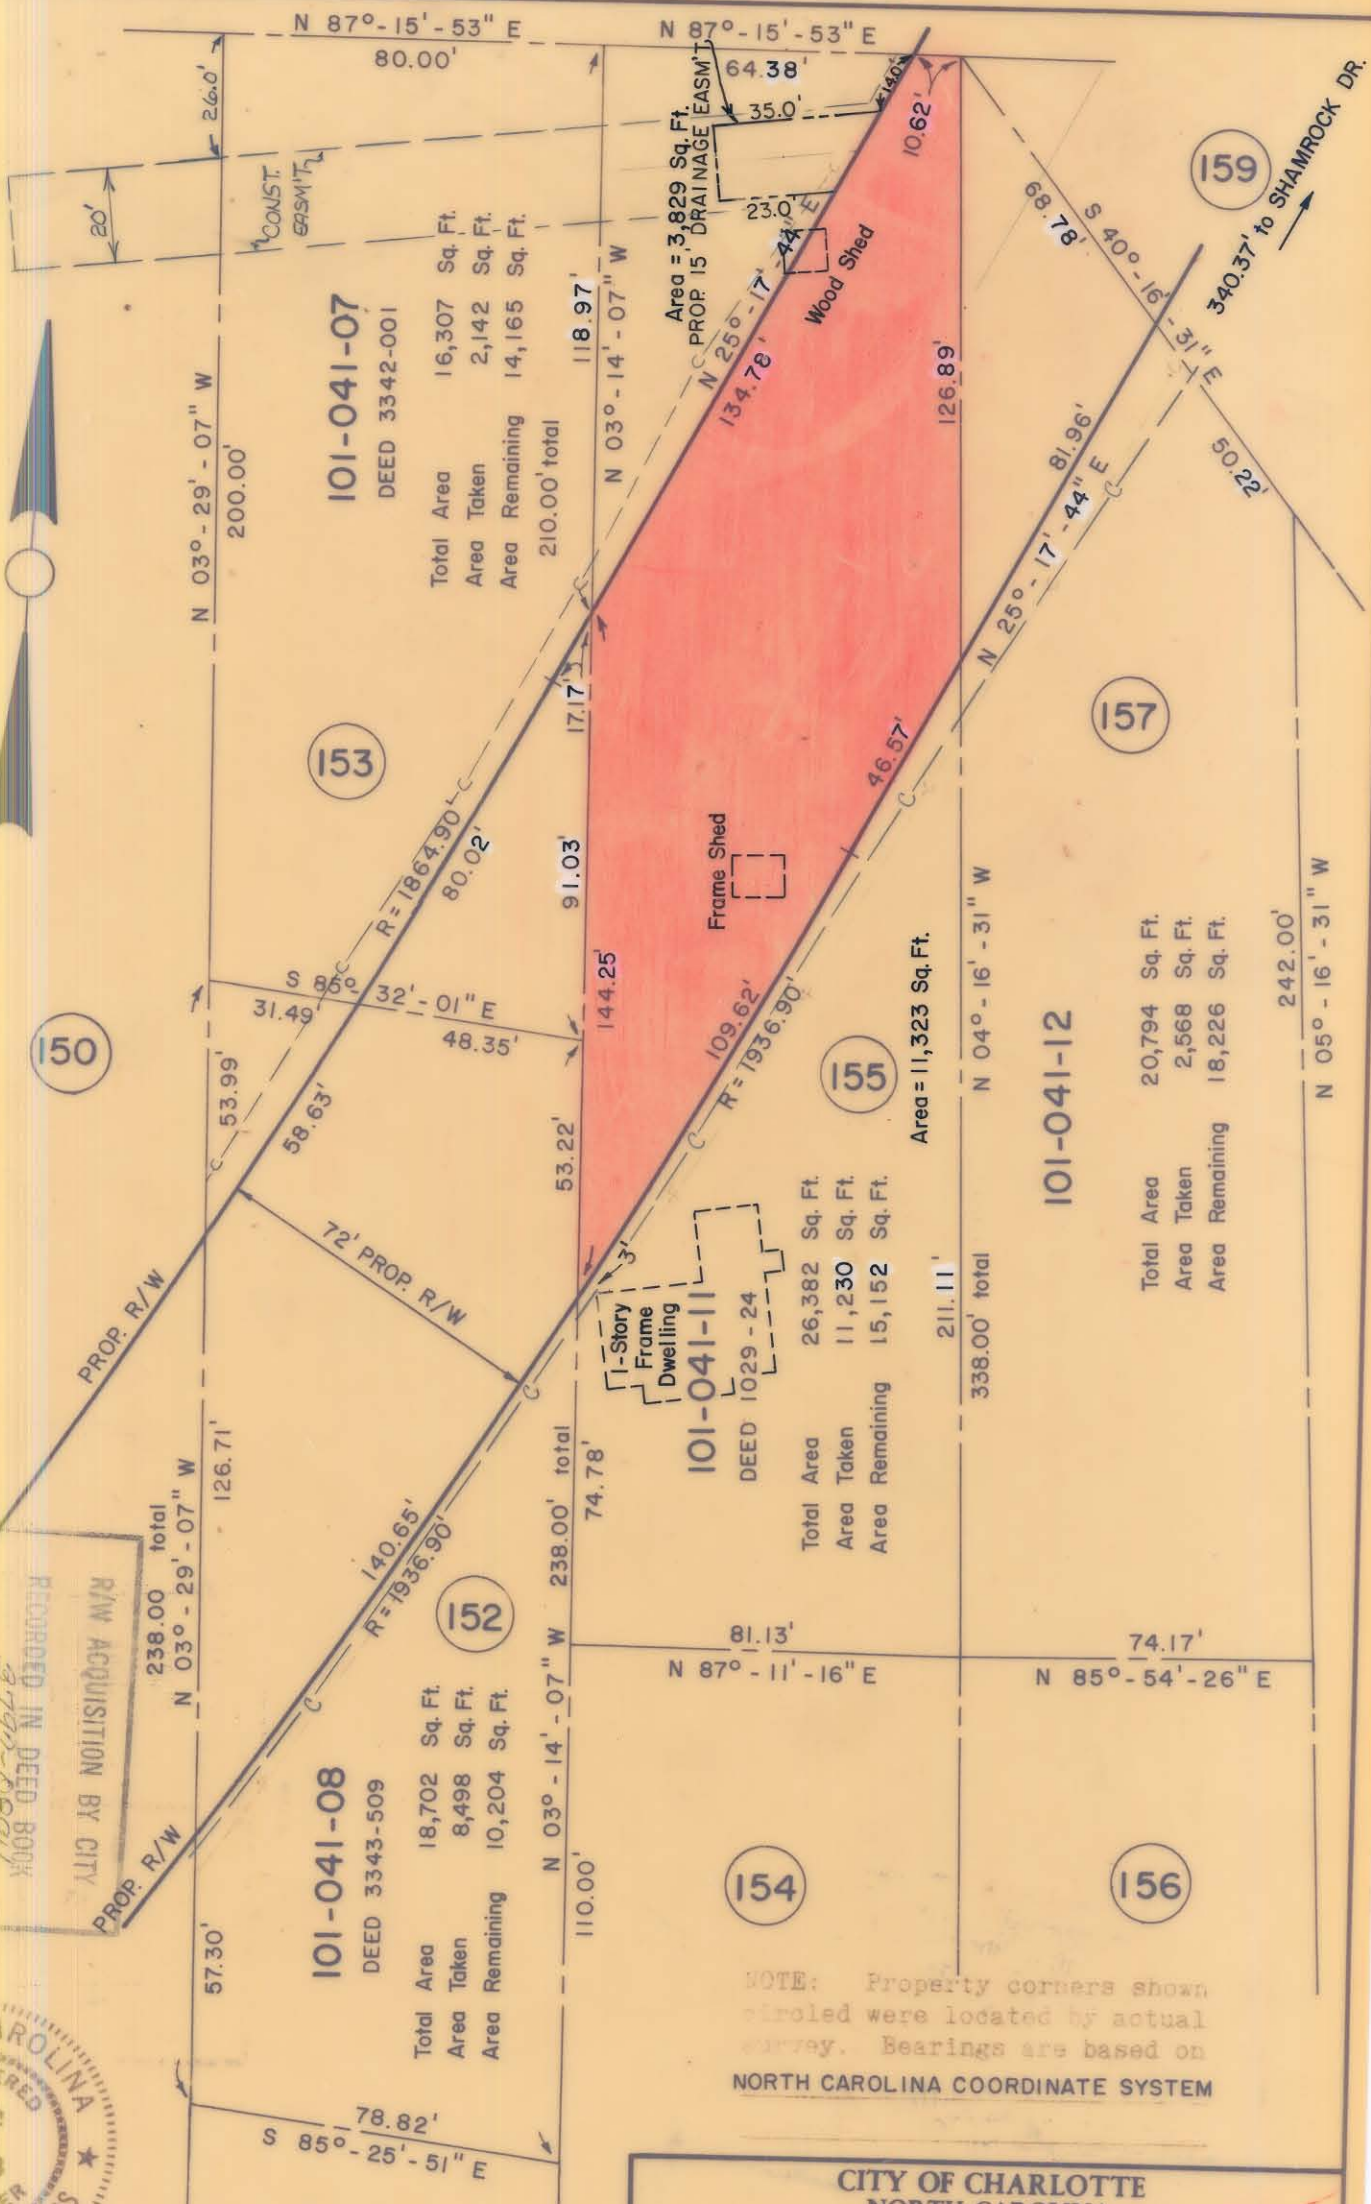 N 87°-15'-53" E
80.00'
N 87°-15'-53" E
64.38'
26.0'
20'
CONST.
EASM'T
N 03°-29'-07" W
200.00'
101-041-07
DEED 3342-001
Total Area 16,307 Sq. Ft.
Area Taken 2,142 Sq. Ft.
Area Remaining 14,165 Sq. Ft.
210.00' total
118.97'
N 03°-14'-07" W
Area = 3,829 Sq. Ft.
PROP. 15' DRAINAGE EASM'T
35.0'
23.0'
14.0'
10.62'
N 25°-17'-44" E
134.78'
Wood Shed
126.89'
68.78'
S 40°-16'-31" E
159
340.37' to SHAMROCK DR.
81.96'
N 25°-17'-44" E
C
50.22'
153
17.17'
C
R=1864.90'
80.02'
C
91.03'
Frame Shed
46.57'
C
157
150
S 86°-32'-01" E
31.49'
48.35'
C
53.99'
58.63'
144.25'
53.22'
109.62'
R=1936.90'
C
155
Area = 11,323 Sq. Ft.
N 04°-16'-31" W
101-041-12
Total Area 20,794 Sq. Ft.
Area Taken 2,568 Sq. Ft.
Area Remaining 18,226 Sq. Ft.
242.00'
N 05°-16'-31" W
PROP. R/W
72' PROP. R/W
3'
1-Story
Frame
Dwelling
101-041-11
DEED 1029-24
Total Area 26,382 Sq. Ft.
Area Taken 11,230 Sq. Ft.
Area Remaining 15,152 Sq. Ft.
211.11'
338.00' total
126.71'
238.00 total
N 03°-29'-07" W
140.65'
R=1936.90'
C
152
238.00' total
74.78'
N 03°-14'-07" W
81.13'
N 87°-11'-16" E
74.17'
N 85°-54'-26" E
R/W ACQUISITION BY CITY
RECORDED IN DEED BOOK
PROP. R/W
57.30'
101-041-08
DEED 3343-509
Total Area 18,702 Sq. Ft.
Area Taken 8,498 Sq. Ft.
Area Remaining 10,204 Sq. Ft.
110.00'
154
156
78.82'
S 85°-25'-51" E
NOTE: Property corners shown
circled were located by actual
survey. Bearings are based on
NORTH CAROLINA COORDINATE SYSTEM
CITY OF CHARLOTTE
NORTH CAROLINA